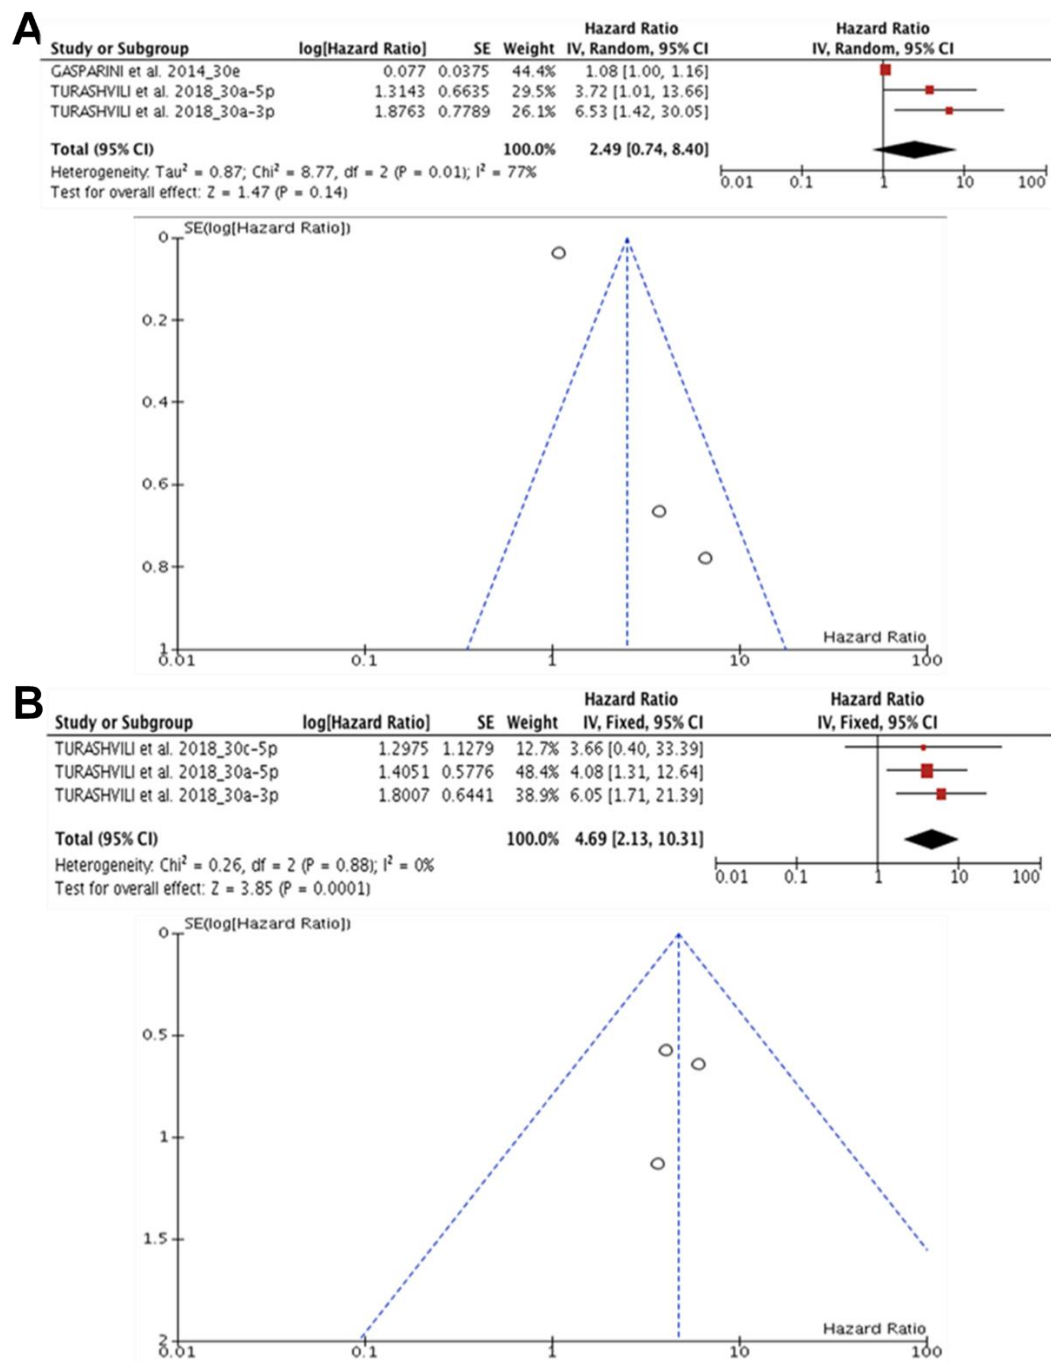 A
Hazard Ratio Hazard Ratio
Study or Subgroup log[Hazard Ratio] SE Weight IV, Random, 95% CI IV, Random, 95% CI
GASPARINI et al. 2014_30e 0.077 0.0375 44.4% 1.08 [1.00, 1.16]
TURASHVILI et al. 2018_30a-5p 1.3143 0.6635 29.5% 3.72 [1.01, 13.66]
TURASHVILI et al. 2018_30a-3p 1.8763 0.7789 26.1% 6.53 [1.42, 30.05]
Total (95% CI) 100.0% 2.49 [0.74, 8.40]
Heterogeneity: Tau² = 0.87; Chi² = 8.77, df = 2 (P = 0.01); I² = 77%
Test for overall effect: Z = 1.47 (P = 0.14)
0.01 0.1 1 10 100
SE(log[Hazard Ratio])
0
0.2
0.4
0.6
0.8
1
Hazard Ratio
0.01 0.1 1 10 100
B
Hazard Ratio Hazard Ratio
Study or Subgroup log[Hazard Ratio] SE Weight IV, Fixed, 95% CI IV, Fixed, 95% CI
TURASHVILI et al. 2018_30c-5p 1.2975 1.1279 12.7% 3.66 [0.40, 33.39]
TURASHVILI et al. 2018_30a-5p 1.4051 0.5776 48.4% 4.08 [1.31, 12.64]
TURASHVILI et al. 2018_30a-3p 1.8007 0.6441 38.9% 6.05 [1.71, 21.39]
Total (95% CI) 100.0% 4.69 [2.13, 10.31]
Heterogeneity: Chi² = 0.26, df = 2 (P = 0.88); I² = 0%
Test for overall effect: Z = 3.85 (P = 0.0001)
0.01 0.1 1 10 100
SE(log[Hazard Ratio])
0
0.5
1
1.5
2
Hazard Ratio
0.01 0.1 1 10 100